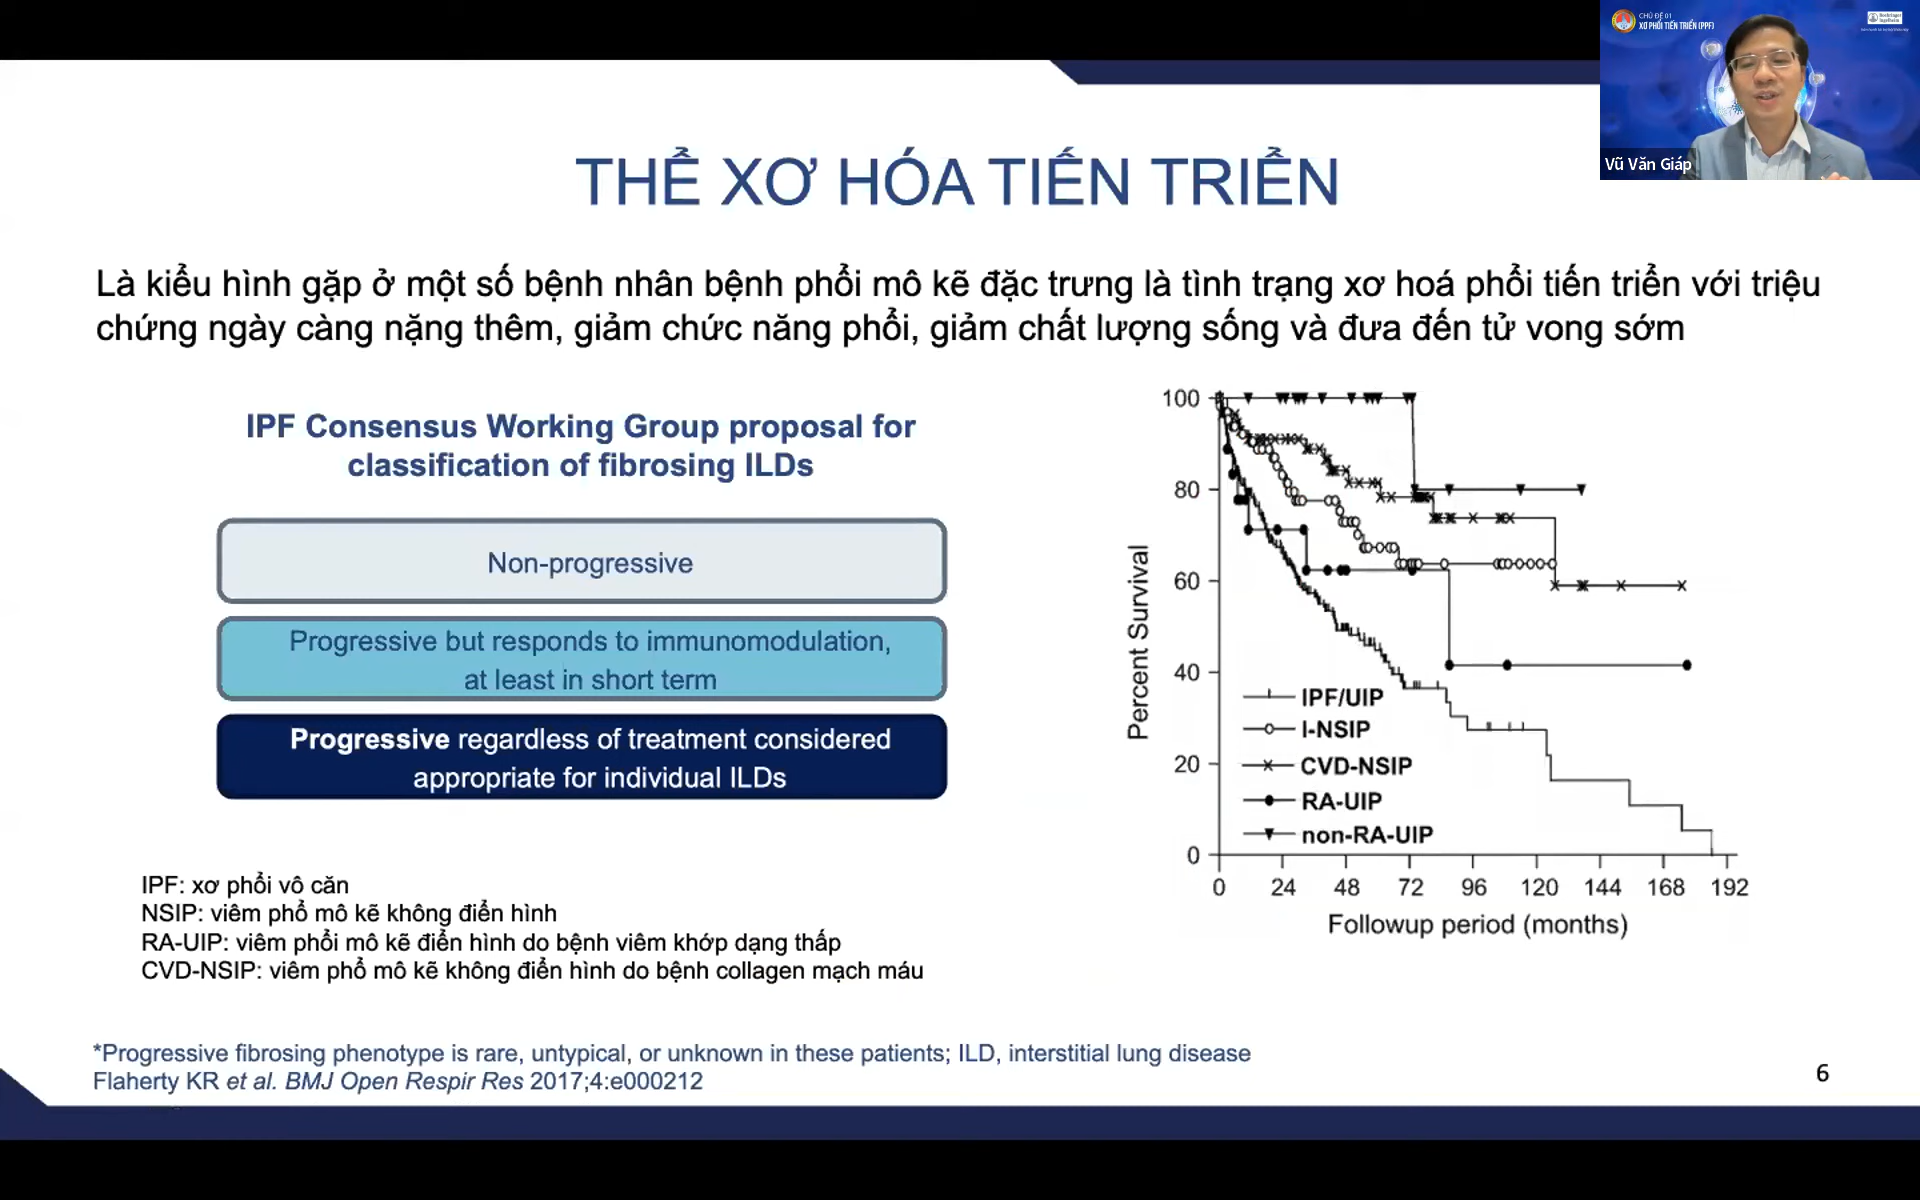 CHỦ ĐỀ 01
XƠ PHỔI TIẾN TRIỂN (PPF)
Boehringer
Ingelheim
Vũ Văn Giáp
THỂ XƠ HÓA TIẾN TRIỂN
Là kiểu hình gặp ở một số bệnh nhân bệnh phổi mô kẽ đặc trưng là tình trạng xơ hoá phổi tiến triển với triệu
chứng ngày càng nặng thêm, giảm chức năng phổi, giảm chất lượng sống và đưa đến tử vong sớm
IPF Consensus Working Group proposal for
classification of fibrosing ILDs
Non-progressive
Progressive but responds to immunomodulation,
at least in short term
Progressive regardless of treatment considered
appropriate for individual ILDs
IPF: xơ phổi vô căn
NSIP: viêm phổ mô kẽ không điển hình
RA-UIP: viêm phổi mô kẽ điển hình do bệnh viêm khớp dạng thấp
CVD-NSIP: viêm phổ mô kẽ không điển hình do bệnh collagen mạch máu
Percent Survival
100
80
60
40
20
0
IPF/UIP
I-NSIP
CVD-NSIP
RA-UIP
non-RA-UIP
0 24 48 72 96 120 144 168 192
Followup period (months)
*Progressive fibrosing phenotype is rare, untypical, or unknown in these patients; ILD, interstitial lung disease
Flaherty KR et al. BMJ Open Respir Res 2017;4:e000212
6